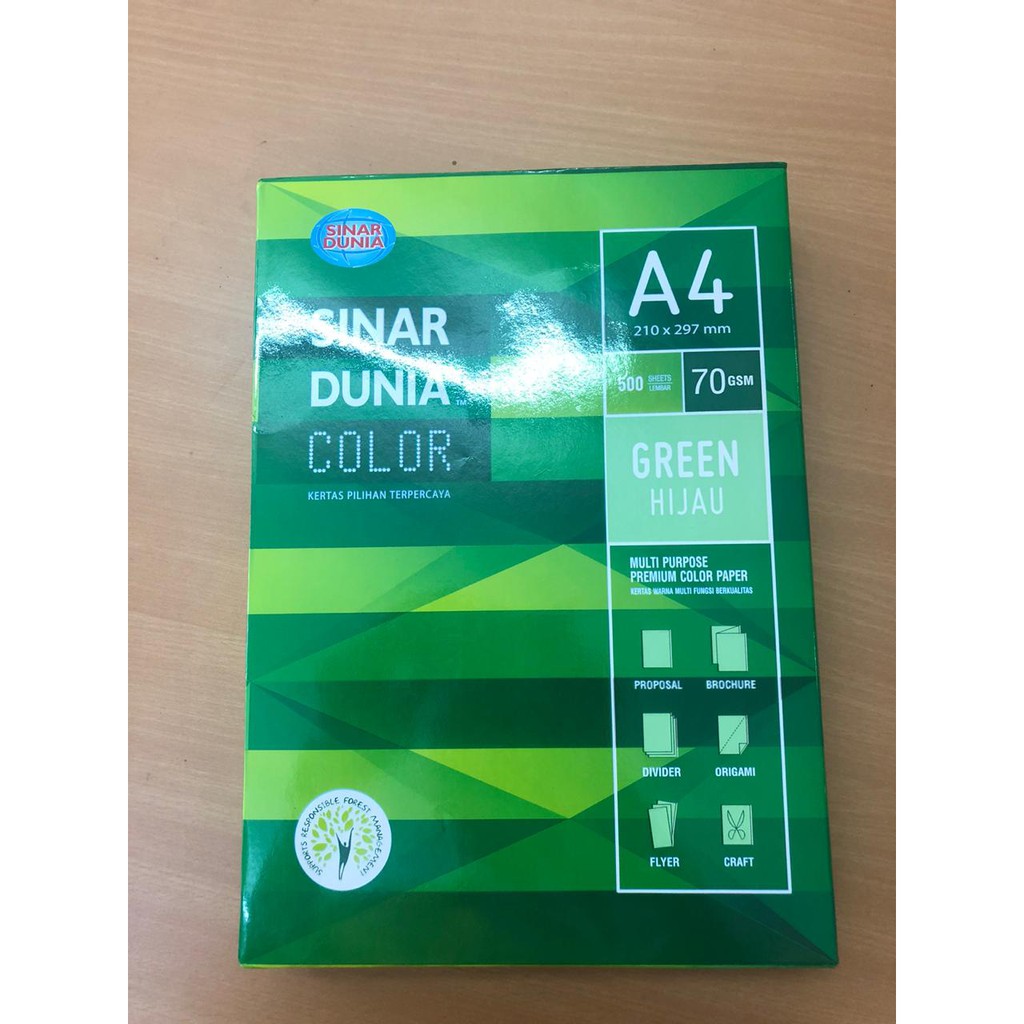 SINAR
DUNIA
SINAR
DUNIA™
COLOR
KERTAS PILIHAN TERPERCAYA
A4
210 x 297 mm
500 SHEETS
LEMBAR
70 GSM
GREEN
HIJAU
MULTI PURPOSE
PREMIUM COLOR PAPER
KERTAS WARNA MULTI FUNGSI BERKUALITAS
PROPOSAL BROCHURE
DIVIDER ORIGAMI
FLYER CRAFT
SUPPORTS RESPONSIBLE FOREST MANAGEMENT